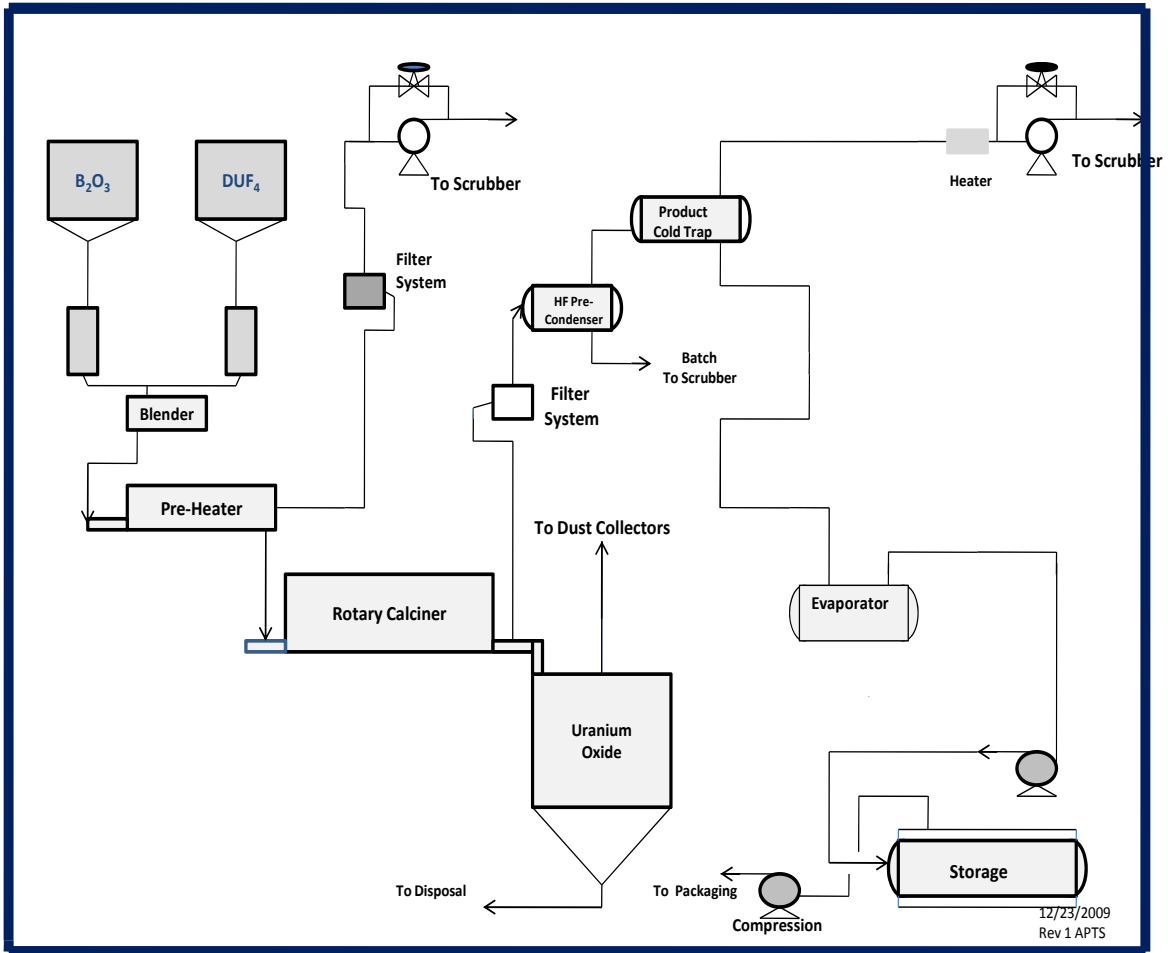 To Scrubber
To Scrubber
Heater
B₂O₃
DUF₄
Product
Cold Trap
Filter
System
HF Pre-
Condenser
Batch
To Scrubber
Filter
System
Blender
Pre-Heater
To Dust Collectors
Rotary Calciner
Evaporator
Uranium
Oxide
Storage
To Disposal
To Packaging
Compression
12/23/2009
Rev 1 APTS